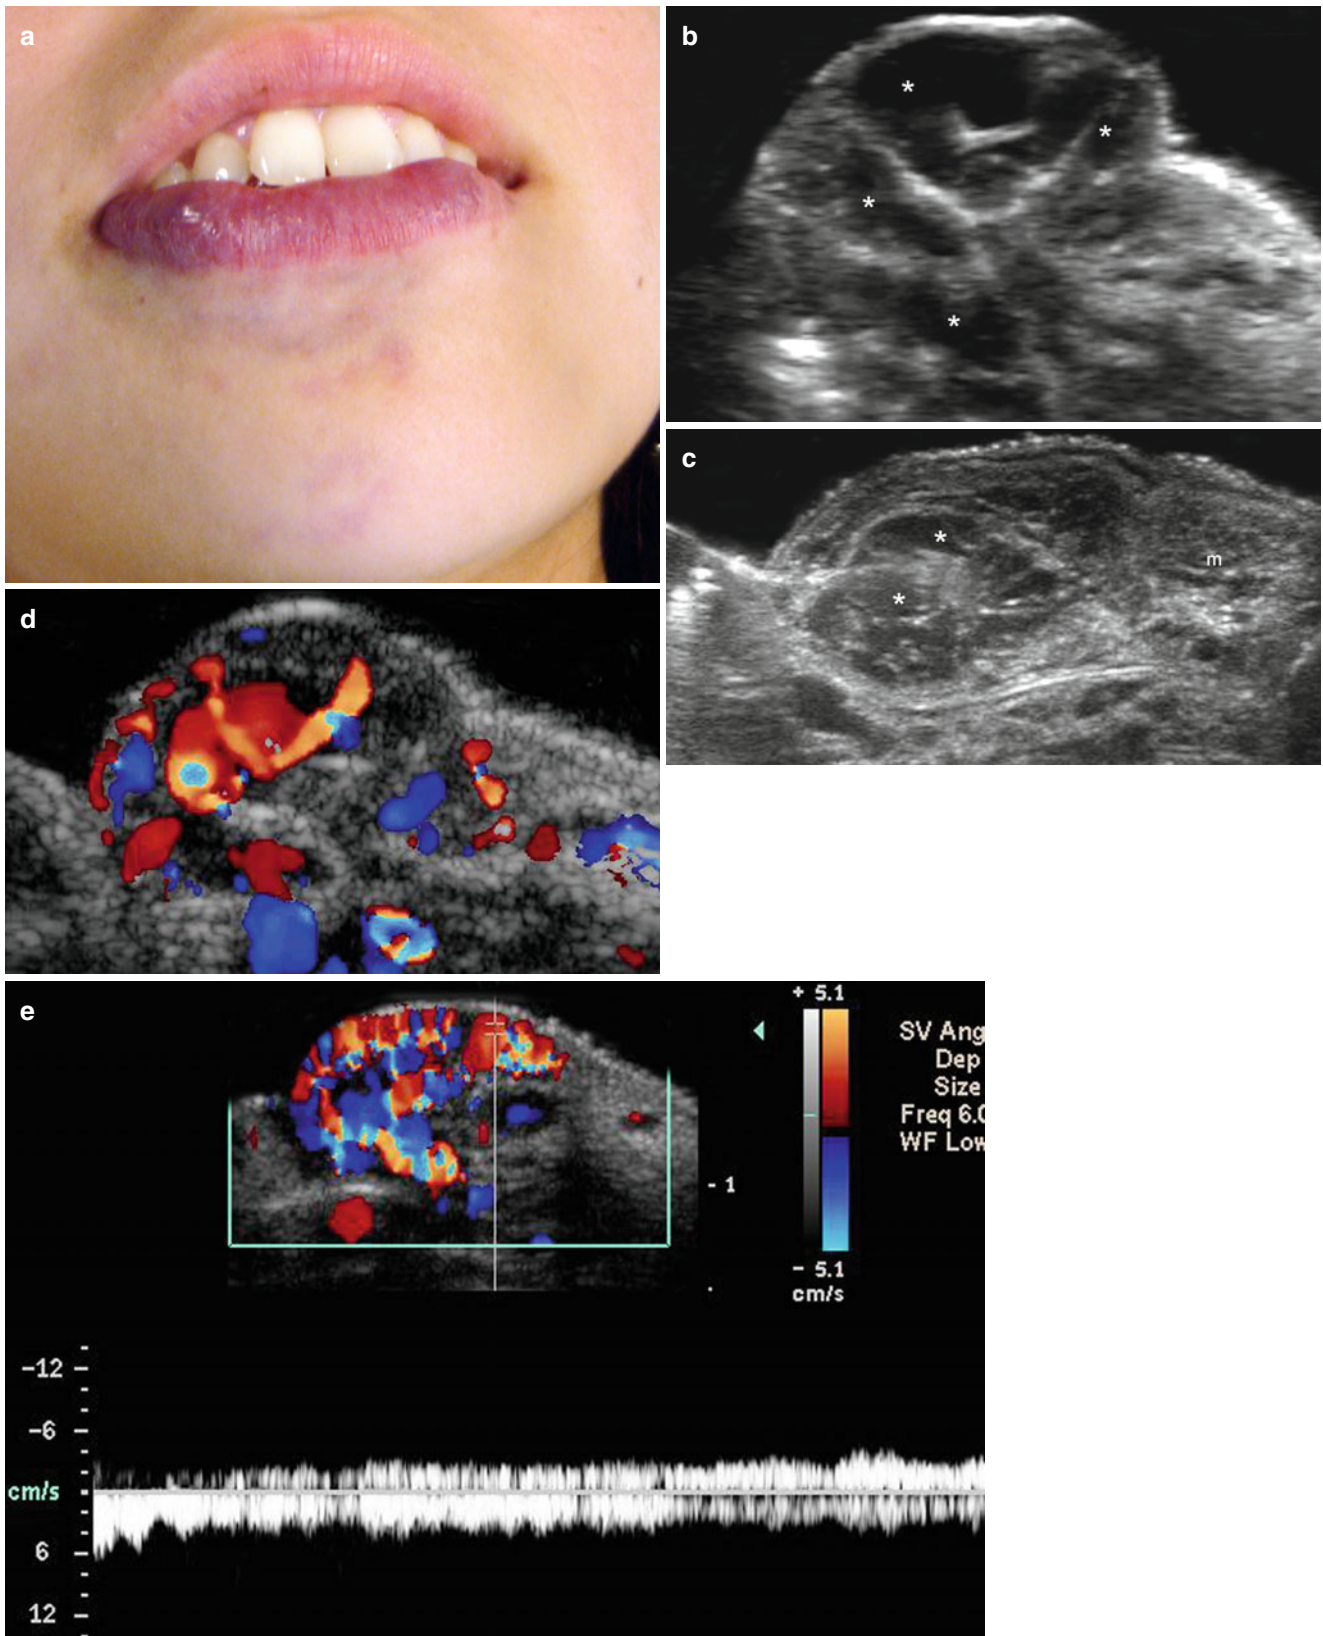 a
b
*
*
*
*
c
*
m
*
d
e
+ 5.1
SV Ang
Dep
Size
Freq 6.0
WF Low
- 1
- 5.1
cm/s
-12
-6
cm/s
6
12